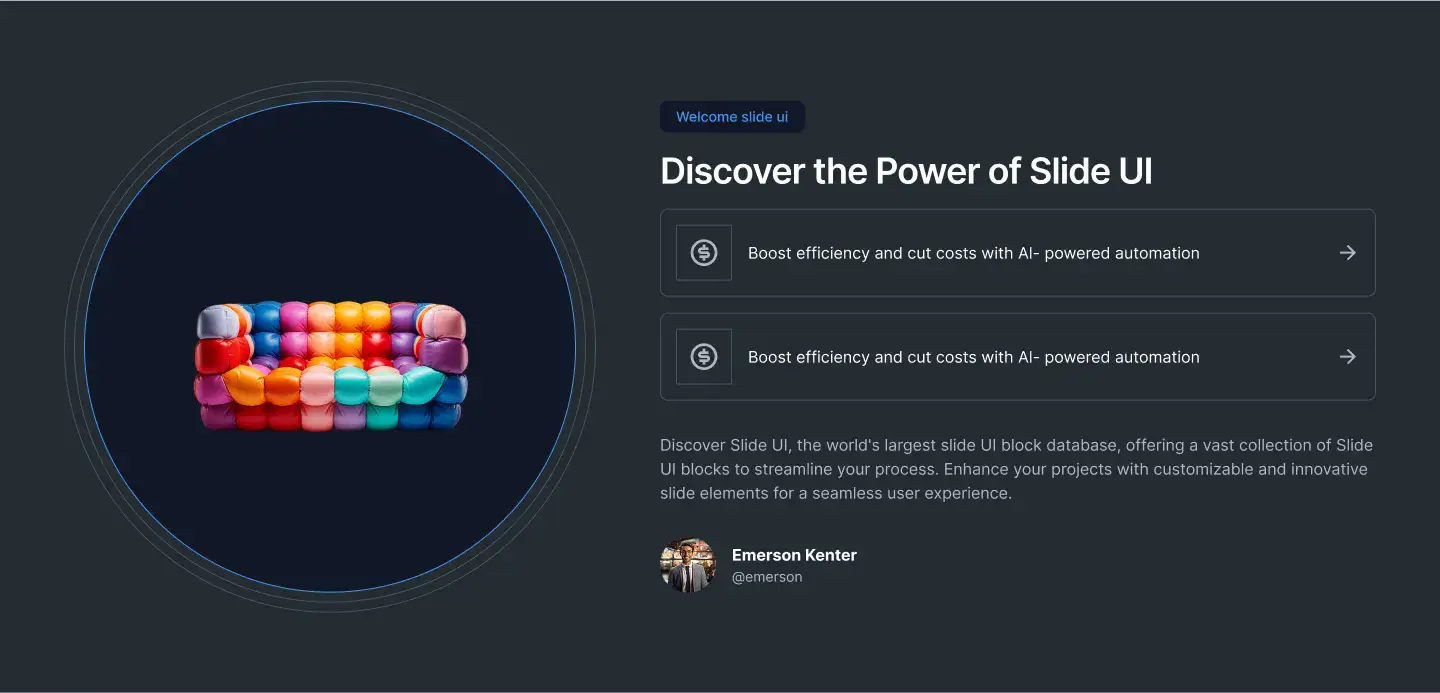 Welcome slide ui
Discover the Power of Slide UI
Boost efficiency and cut costs with AI- powered automation
Boost efficiency and cut costs with AI- powered automation
Discover Slide UI, the world's largest slide UI block database, offering a vast collection of Slide
UI blocks to streamline your process. Enhance your projects with customizable and innovative
slide elements for a seamless user experience.
Emerson Kenter
@emerson